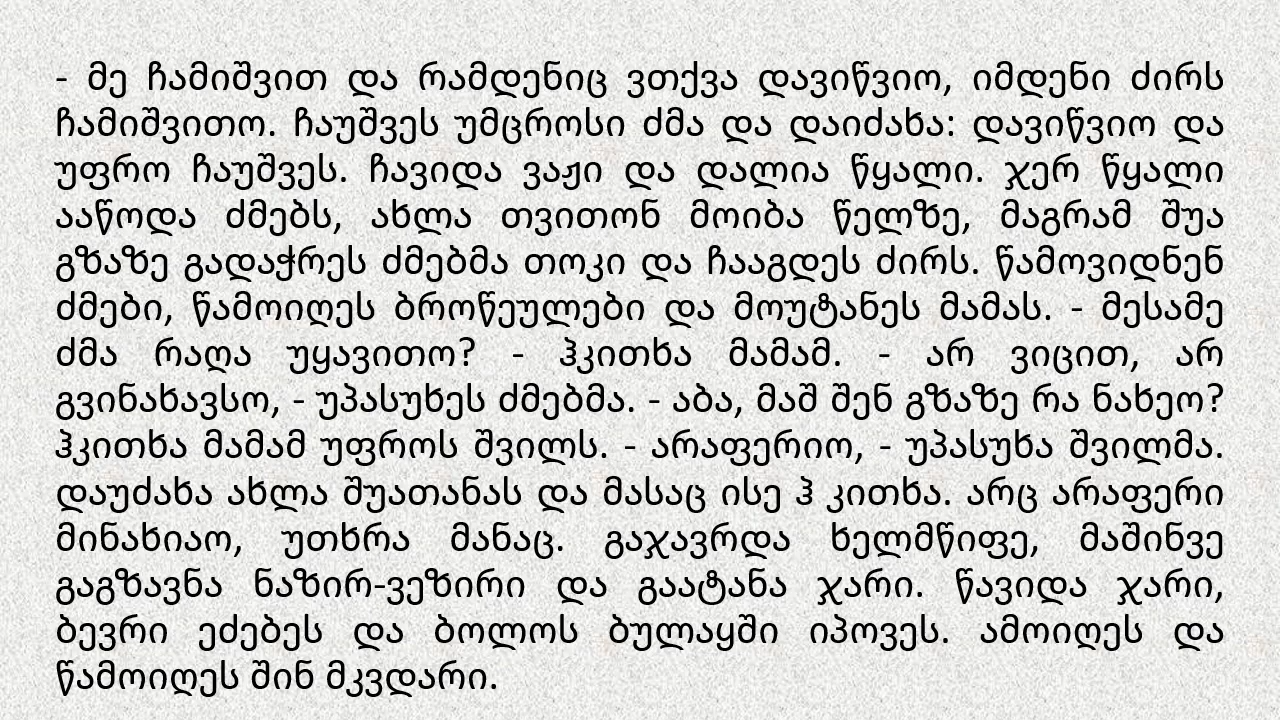 - მე ჩამიშვით და რამდენიც ვთქვა დავიწვიო, იმდენი ძირს
ჩამიშვითო. ჩაუშვეს უმცროსი ძმა და დაიძახა: დავიწვიო და
უფრო ჩაუშვეს. ჩავიდა ვაჟი და დალია წყალი. ჯერ წყალი
ააწოდა ძმებს, ახლა თვითონ მოიბა წელზე, მაგრამ შუა
გზაზე გადაჭრეს ძმებმა თოკი და ჩააგდეს ძირს. წამოვიდნენ
ძმები, წამოიღეს ბროწეულები და მოუტანეს მამას. - მესამე
ძმა რაღა უყავითო? - ჰკითხა მამამ. - არ ვიცით, არ
გვინახავსო, - უპასუხეს ძმებმა. - აბა, მაშ შენ გზაზე რა ნახეო?
ჰკითხა მამამ უფროს შვილს. - არაფერიო, - უპასუხა შვილმა.
დაუძახა ახლა შუათანას და მასაც ისე ჰ კითხა. არც არაფერი
მინახიაო, უთხრა მანაც. გაჯავრდა ხელმწიფე, მაშინვე
გაგზავნა ნაზირ-ვეზირი და გაატანა ჯარი. წავიდა ჯარი,
ბევრი ეძებეს და ბოლოს ბულაყში იპოვეს. ამოიღეს და
წამოიღეს შინ მკვდარი.